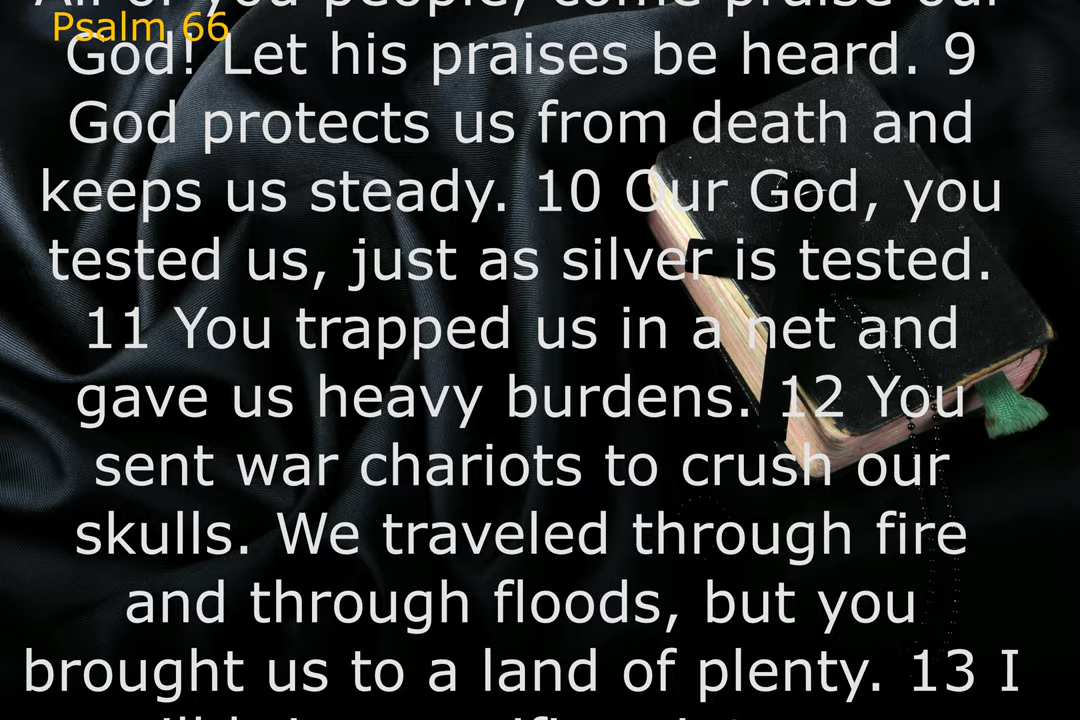 All of you people, come praise our
Psalm 66
God! Let his praises be heard. 9
God protects us from death and
keeps us steady. 10 Our God, you
tested us, just as silver is tested.
11 You trapped us in a net and
gave us heavy burdens. 12 You
sent war chariots to crush our
skulls. We traveled through fire
and through floods, but you
brought us to a land of plenty. 13 I